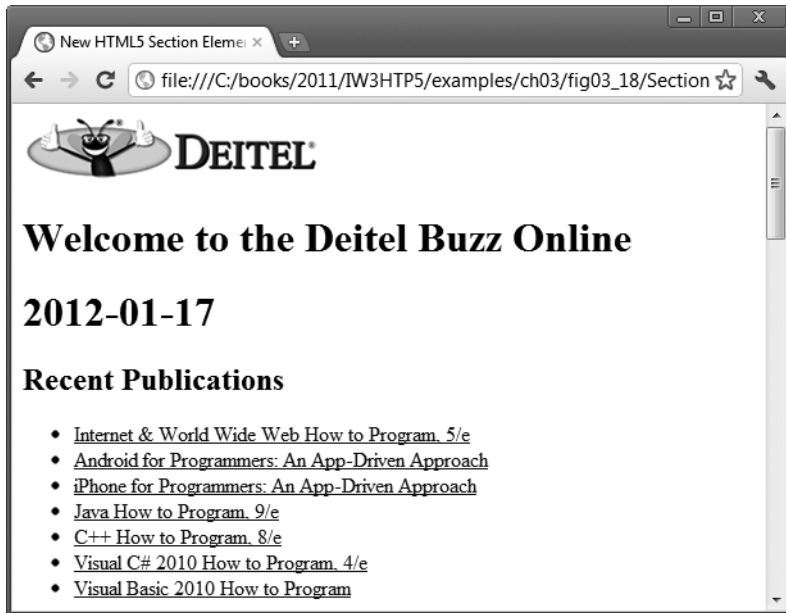 New HTML5 Section Eleme
file:///C:/books/2011/IW3HTP5/examples/ch03/fig03_18/Section
DEITEL®
Welcome to the Deitel Buzz Online
2012-01-17
Recent Publications
Internet & World Wide Web How to Program, 5/e
Android for Programmers: An App-Driven Approach
iPhone for Programmers: An App-Driven Approach
Java How to Program, 9/e
C++ How to Program, 8/e
Visual C# 2010 How to Program, 4/e
Visual Basic 2010 How to Program